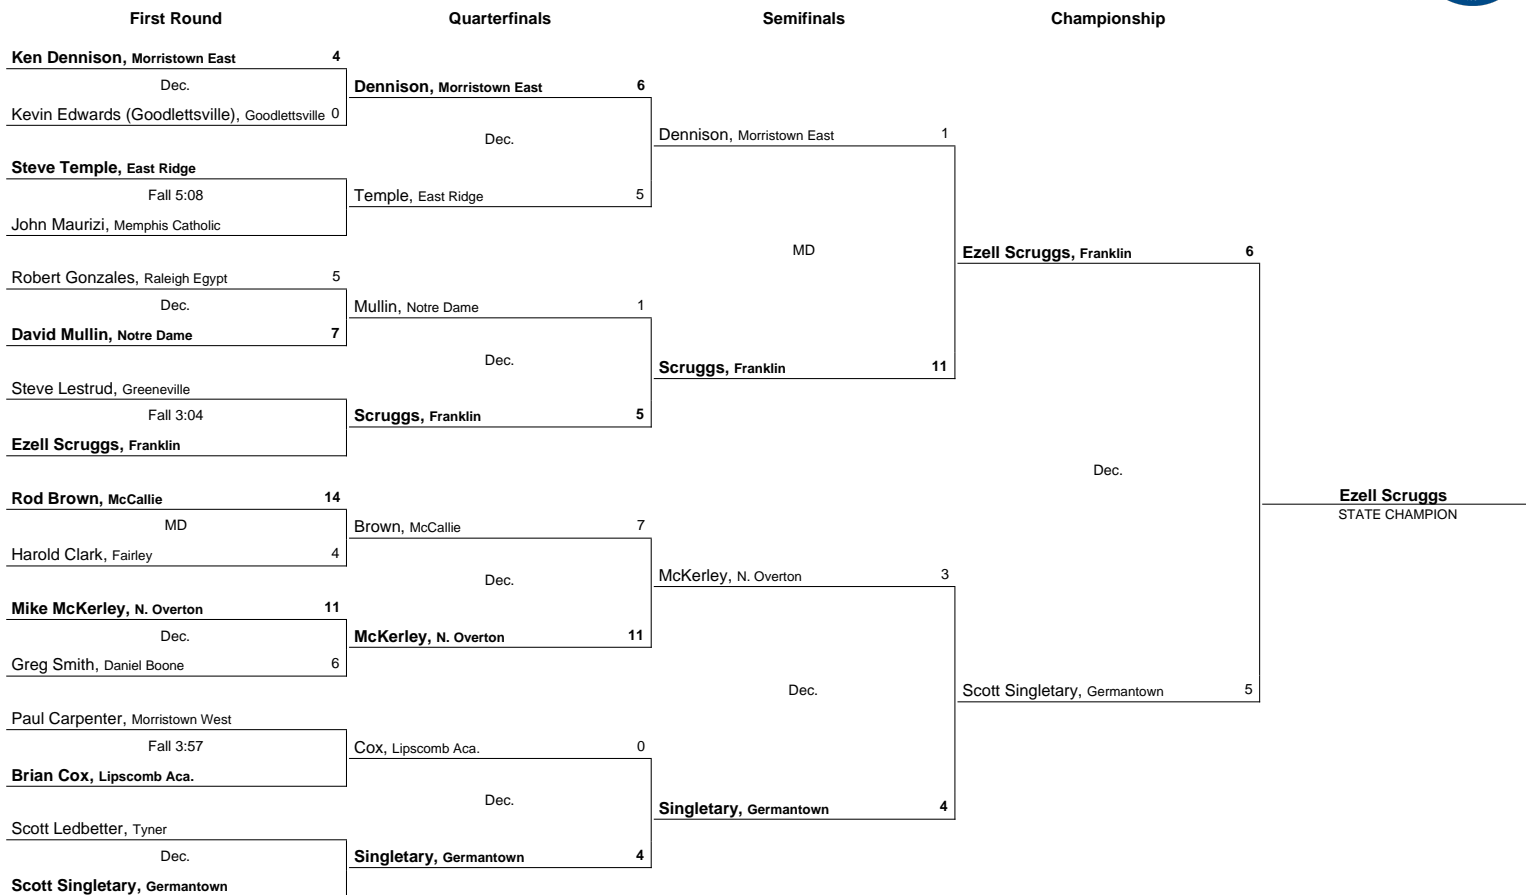 First Round Quarterfinals Semifinals Championship
Ken Dennison, Morristown East 4
Dec.
Dennison, Morristown East 6
Kevin Edwards (Goodlettsville), Goodlettsville 0
Dec.
Dennison, Morristown East 1
Steve Temple, East Ridge
Fall 5:08
Temple, East Ridge 5
John Maurizi, Memphis Catholic
MD
Ezell Scruggs, Franklin 6
Robert Gonzales, Raleigh Egypt 5
Dec.
Mullin, Notre Dame 1
David Mullin, Notre Dame 7
Dec.
Scruggs, Franklin 11
Steve Lestrud, Greeneville
Fall 3:04
Scruggs, Franklin 5
Ezell Scruggs, Franklin
Dec.
Ezell Scruggs
STATE CHAMPION
Rod Brown, McCallie 14
MD
Brown, McCallie 7
Harold Clark, Fairley 4
Dec.
McKerley, N. Overton 3
Mike McKerley, N. Overton 11
Dec.
McKerley, N. Overton 11
Greg Smith, Daniel Boone 6
Dec.
Scott Singletary, Germantown 5
Paul Carpenter, Morristown West
Fall 3:57
Cox, Lipscomb Aca. 0
Brian Cox, Lipscomb Aca.
Dec.
Singletary, Germantown 4
Scott Ledbetter, Tyner
Dec.
Singletary, Germantown 4
Scott Singletary, Germantown